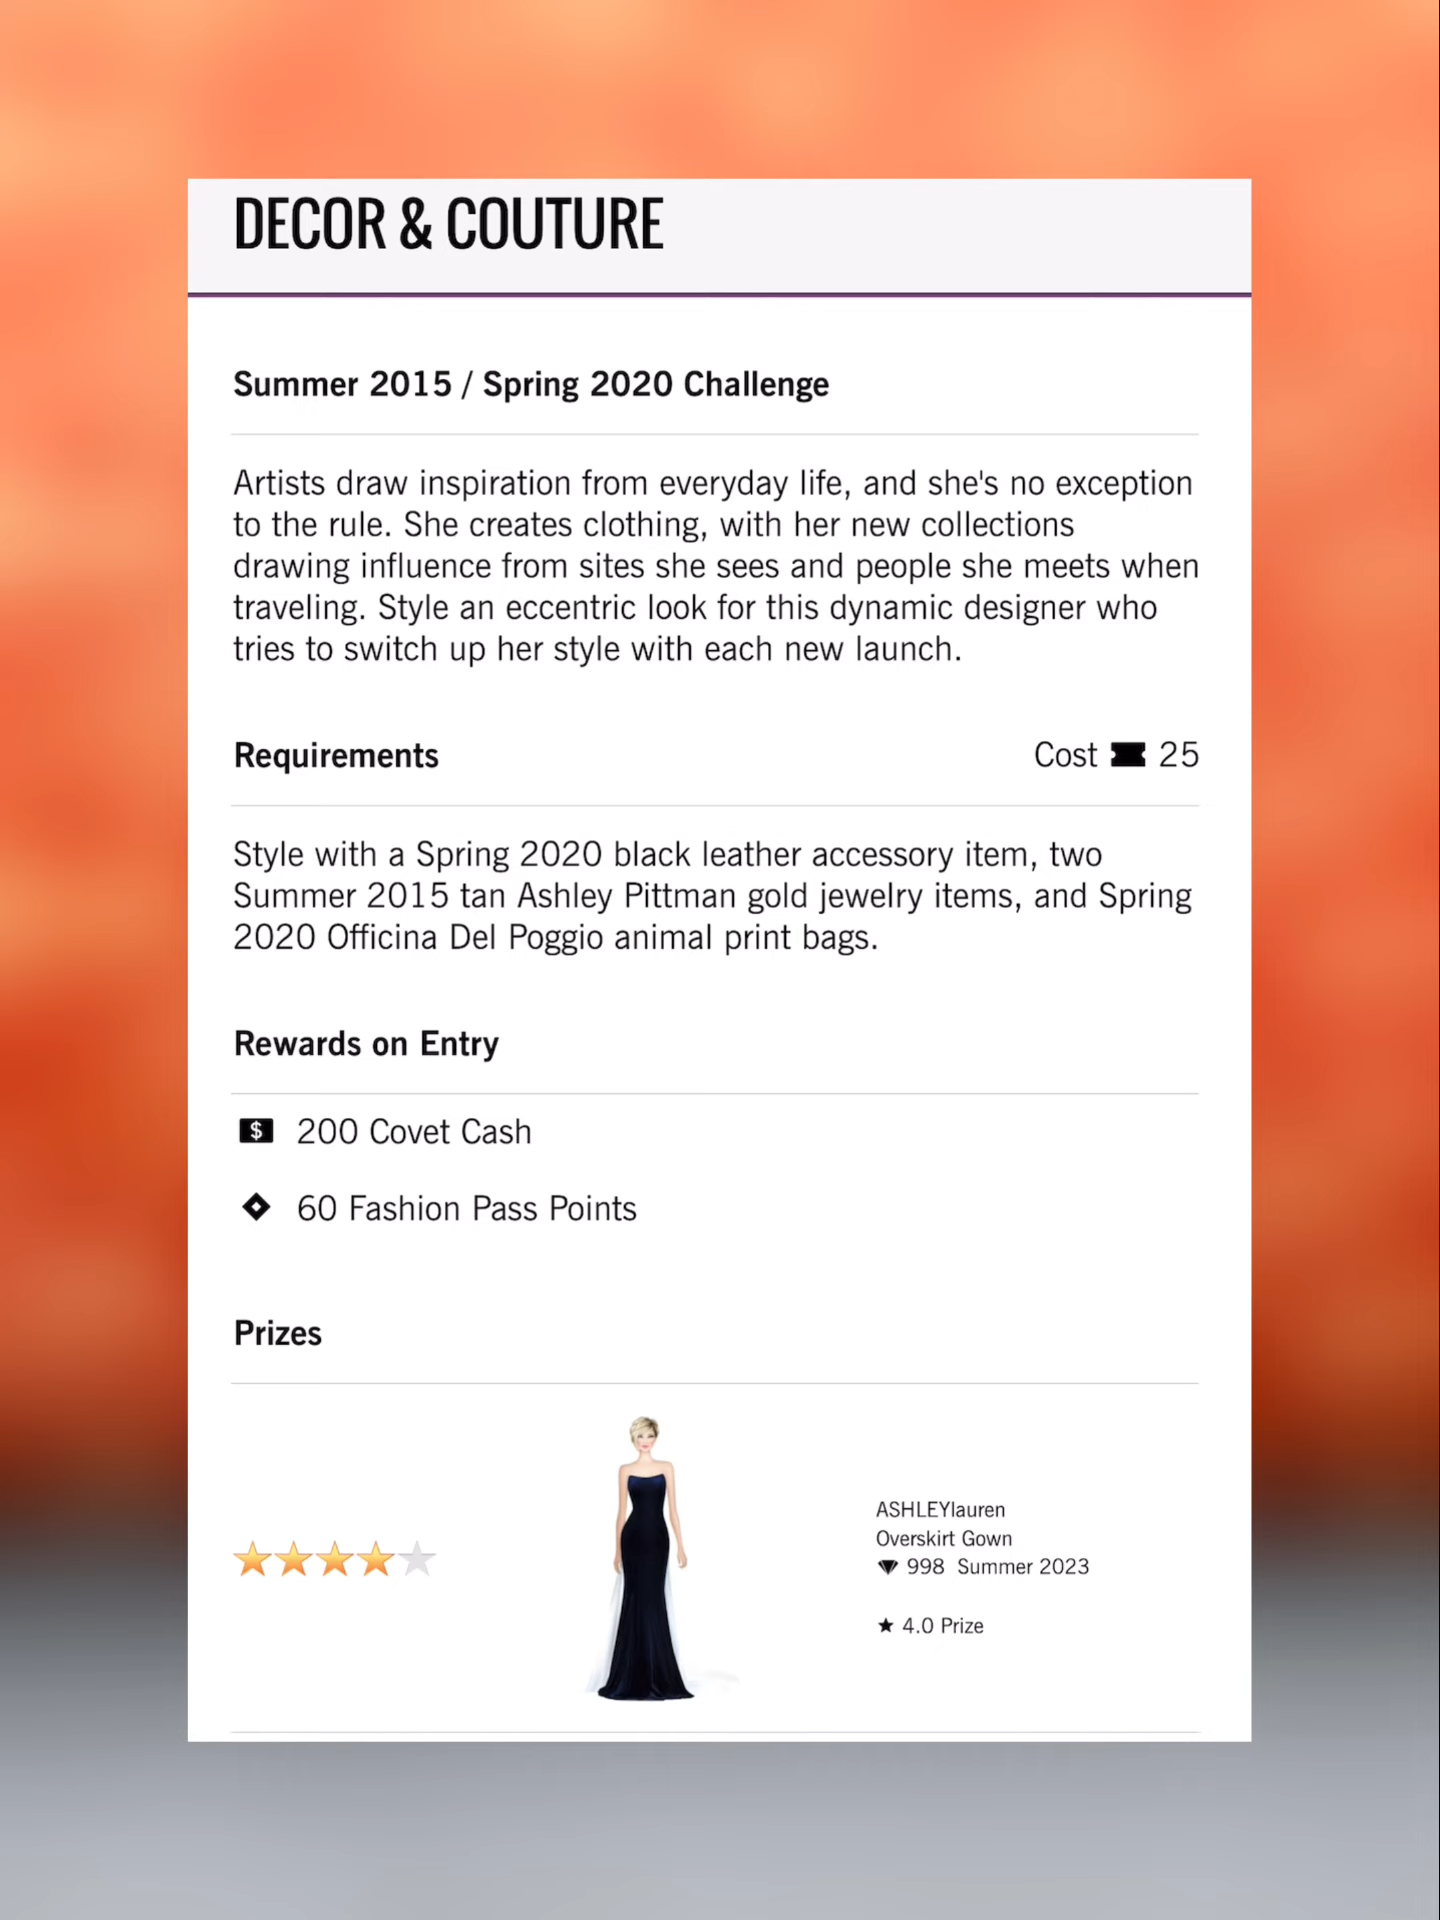 DECOR & COUTURE
Summer 2015 / Spring 2020 Challenge
Artists draw inspiration from everyday life, and she's no exception
to the rule. She creates clothing, with her new collections
drawing influence from sites she sees and people she meets when
traveling. Style an eccentric look for this dynamic designer who
tries to switch up her style with each new launch.
Requirements
Cost 25
Style with a Spring 2020 black leather accessory item, two
Summer 2015 tan Ashley Pittman gold jewelry items, and Spring
2020 Officina Del Poggio animal print bags.
Rewards on Entry
$ 200 Covet Cash
60 Fashion Pass Points
Prizes
ASHLEYlauren
Overskirt Gown
998 Summer 2023
★ 4.0 Prize